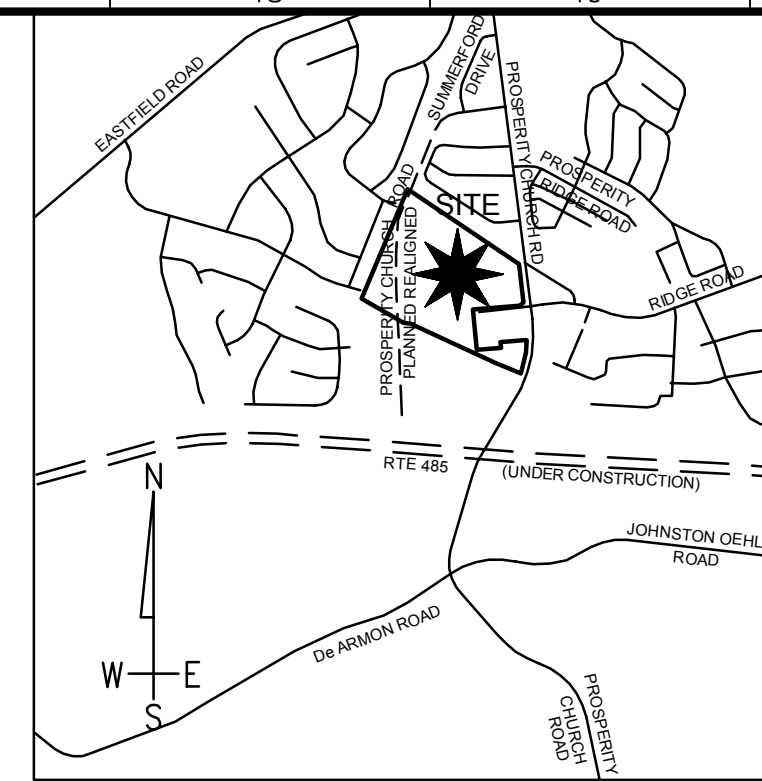 EASTFIELD ROAD
SUMMERFORD
DRIVE
PROSPERITY CHURCH RD
PROSPERITY
RIDGE ROAD
SITE
PROSPERITY CHURCH ROAD
PLANNED REALIGNED
RIDGE ROAD
RTE 485
(UNDER CONSTRUCTION)
N
W E
S
JOHNSTON OEHL
ROAD
De ARMON ROAD
PROSPERITY
CHURCH
ROAD